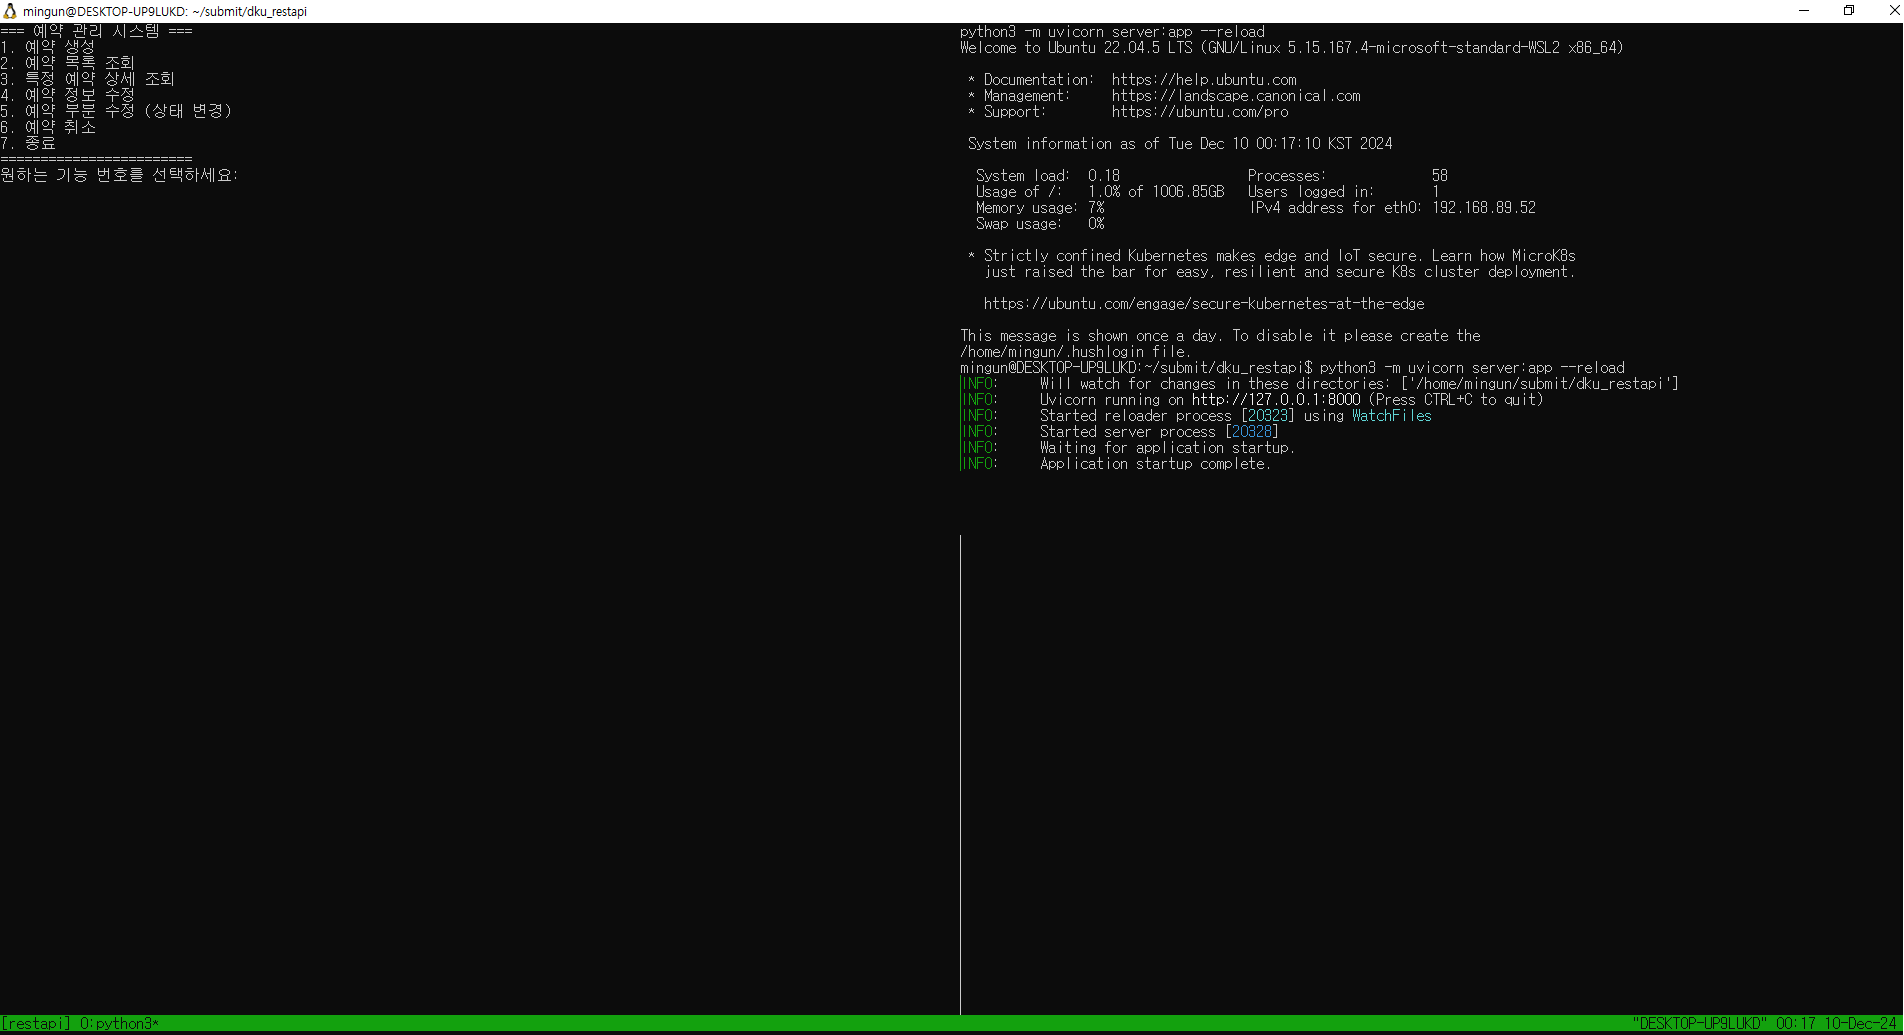 mingun@DESKTOP-UP9LUKD: ~/submit/dku_restapi
=== 예약 관리 시스템 ===
1. 예약 생성
2. 예약 목록 조회
3. 특정 예약 상세 조회
4. 예약 정보 수정
5. 예약 부분 수정 (상태 변경)
6. 예약 취소
7. 종료
========================
원하는 기능 번호를 선택하세요:
python3 -m uvicorn server:app --reload
Welcome to Ubuntu 22.04.5 LTS (GNU/Linux 5.15.167.4-microsoft-standard-WSL2 x86_64)
* Documentation:  https://help.ubuntu.com
* Management:     https://landscape.canonical.com
* Support:        https://ubuntu.com/pro
System information as of Tue Dec 10 00:17:10 KST 2024
System load:  0.18                Processes:             58
Usage of /:   1.0% of 1006.85GB   Users logged in:       1
Memory usage: 7%                  IPv4 address for eth0: 192.168.89.52
Swap usage:   0%
* Strictly confined Kubernetes makes edge and IoT secure. Learn how MicroK8s
just raised the bar for easy, resilient and secure K8s cluster deployment.
https://ubuntu.com/engage/secure-kubernetes-at-the-edge
This message is shown once a day. To disable it please create the
/home/mingun/.hushlogin file.
mingun@DESKTOP-UP9LUKD:~/submit/dku_restapi$ python3 -m uvicorn server:app --reload
INFO:     Will watch for changes in these directories: ['/home/mingun/submit/dku_restapi']
INFO:     Uvicorn running on http://127.0.0.1:8000 (Press CTRL+C to quit)
INFO:     Started reloader process [20323] using WatchFiles
INFO:     Started server process [20328]
INFO:     Waiting for application startup.
INFO:     Application startup complete.
[restapi] 0:python3*
"DESKTOP-UP9LUKD" 00:17 10-Dec-24